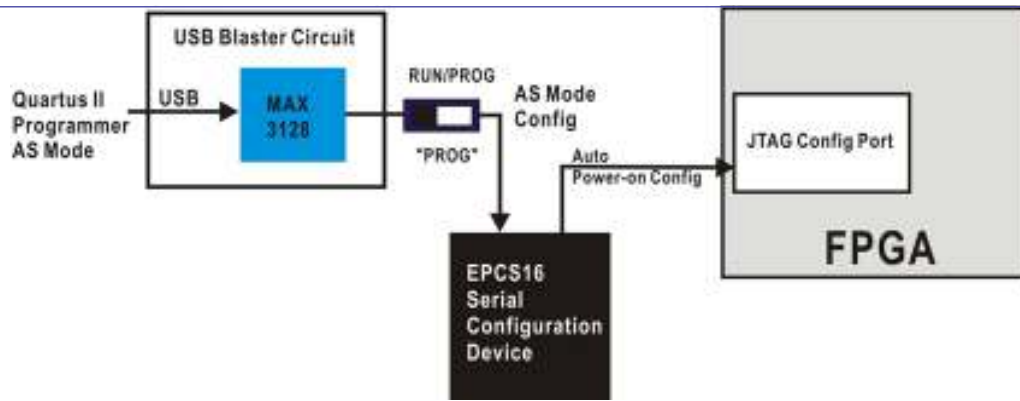 USB Blaster Circuit
Quartus II
Programmer
AS Mode
USB
MAX
3128
RUN/PROG
"PROG"
AS Mode
Config
Auto
Power-on Config
JTAG Config Port
FPGA
EPCS16
Serial
Configuration
Device